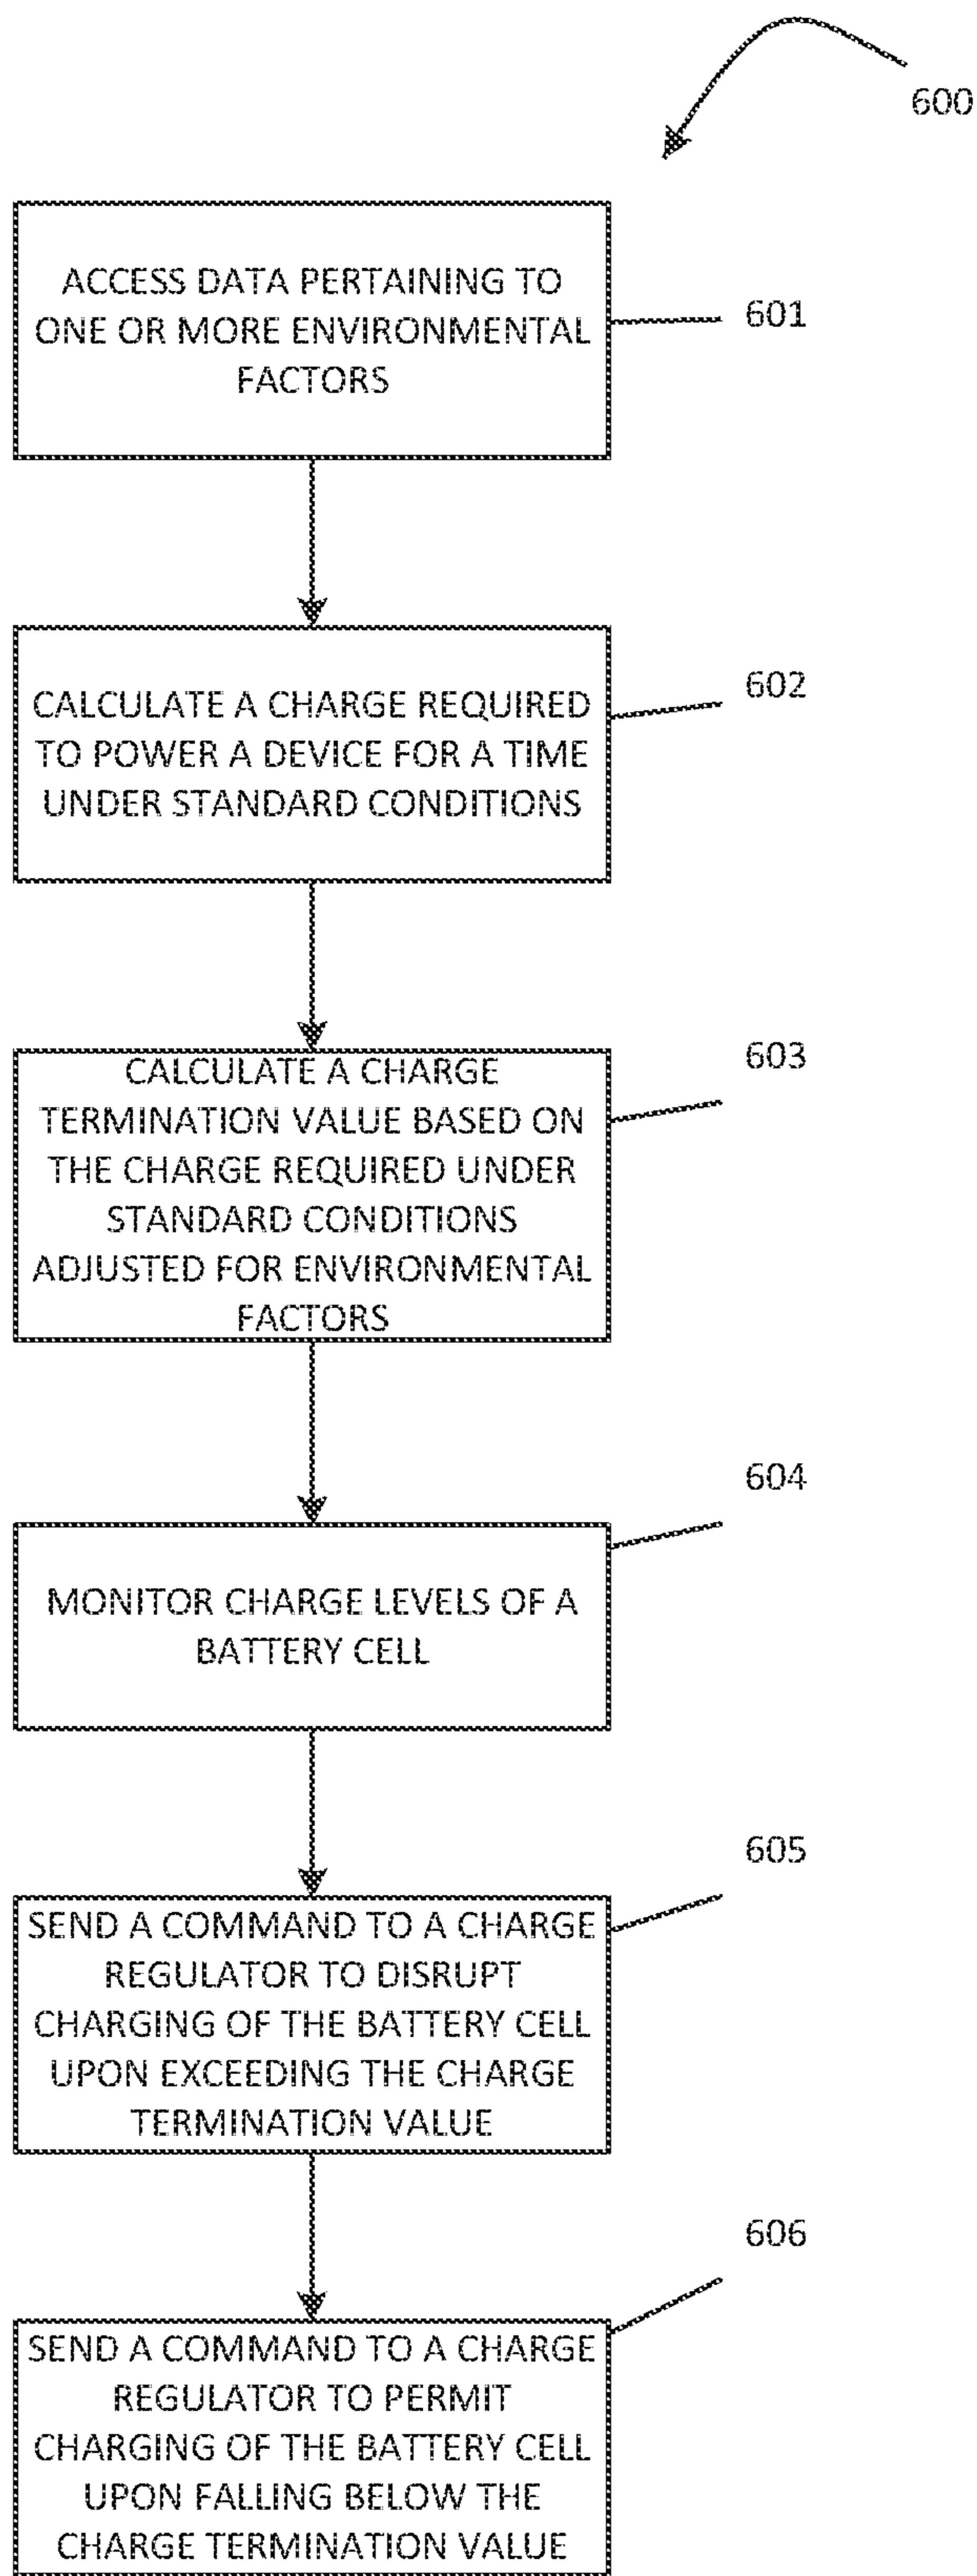 600
ACCESS DATA PERTAINING TO
ONE OR MORE ENVIRONMENTAL
FACTORS
601
CALCULATE A CHARGE REQUIRED
TO POWER A DEVICE FOR A TIME
UNDER STANDARD CONDITIONS
602
CALCULATE A CHARGE
TERMINATION VALUE BASED ON
THE CHARGE REQUIRED UNDER
STANDARD CONDITIONS
ADJUSTED FOR ENVIRONMENTAL
FACTORS
603
MONITOR CHARGE LEVELS OF A
BATTERY CELL
604
SEND A COMMAND TO A CHARGE
REGULATOR TO DISRUPT
CHARGING OF THE BATTERY CELL
UPON EXCEEDING THE CHARGE
TERMINATION VALUE
605
SEND A COMMAND TO A CHARGE
REGULATOR TO PERMIT
CHARGING OF THE BATTERY CELL
UPON FALLING BELOW THE
CHARGE TERMINATION VALUE
606